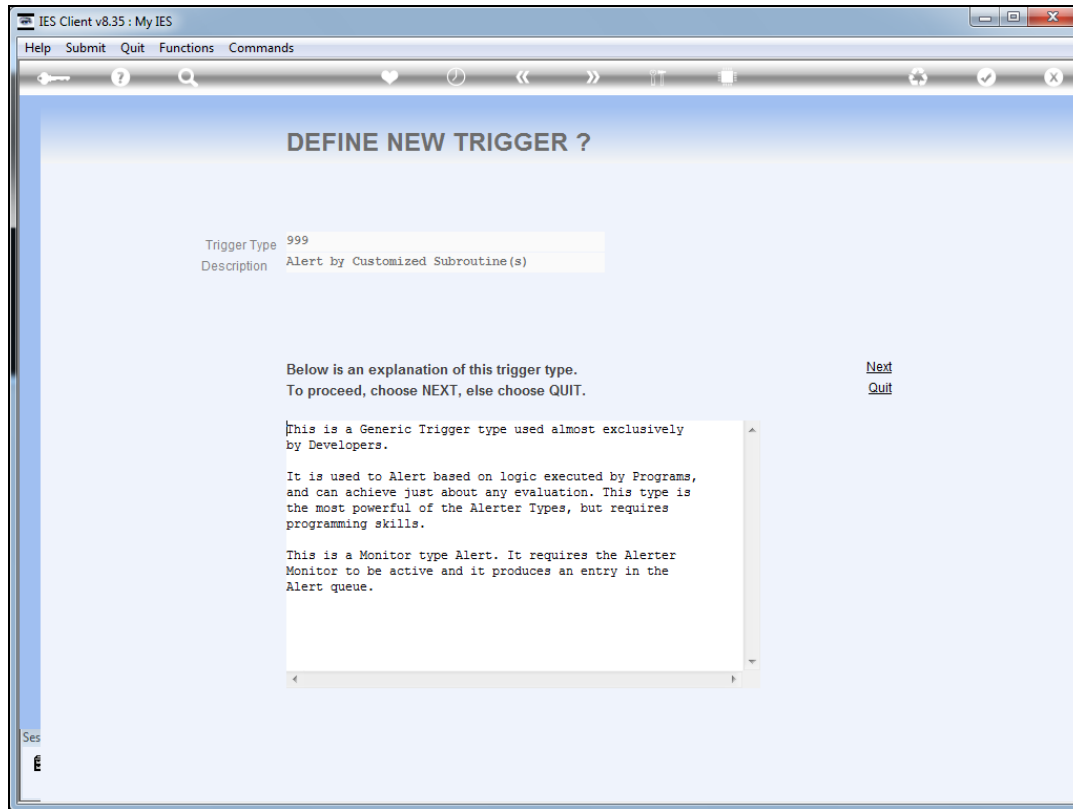 IES Client v8.35 : My IES
Help Submit Quit Functions Commands
DEFINE NEW TRIGGER ?
Trigger Type 999
Description Alert by Customized Subroutine(s)
Below is an explanation of this trigger type. Next
To proceed, choose NEXT, else choose QUIT. Quit
This is a Generic Trigger type used almost exclusively
by Developers.
It is used to Alert based on logic executed by Programs,
and can achieve just about any evaluation. This type is
the most powerful of the Alerter Types, but requires
programming skills.
This is a Monitor type Alert. It requires the Alerter
Monitor to be active and it produces an entry in the
Alert queue.
Ses